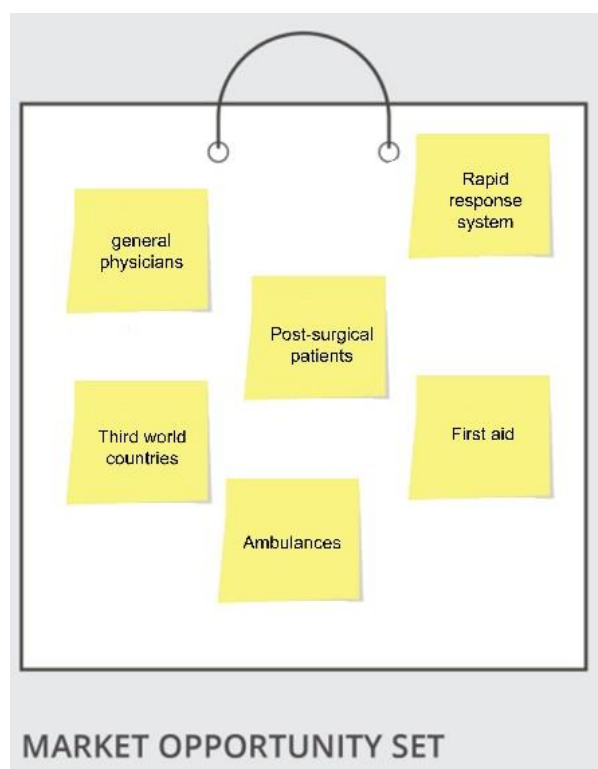 Rapid
response
system
general
physicians
Post-surgical
patients
Third world
countries
First aid
Ambulances
MARKET OPPORTUNITY SET